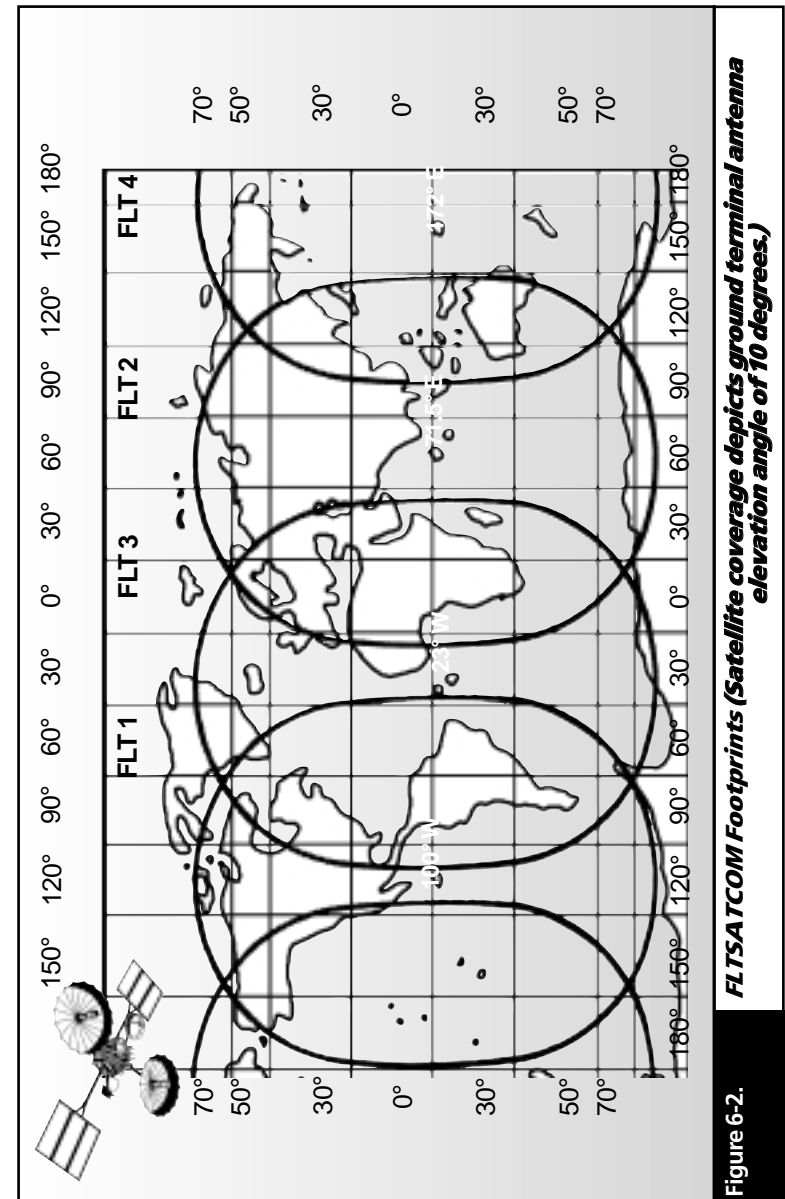 150° 120° 90° 60° 30° 0° 30° 60° 90° 120° 150° 180°
FLT 1 FLT 3 FLT 2 FLT 4
70° 70°
50° 50°
30° 30°
0° 0°
100° W 23° W 71.5° E 172° E
30° 30°
50° 50°
70° 70°
180° 150° 120° 90° 60° 30° 0° 30° 60° 90° 120° 150° 180°
Figure 6-2. FLTSATCOM Footprints (Satellite coverage depicts ground terminal antenna
elevation angle of 10 degrees.)